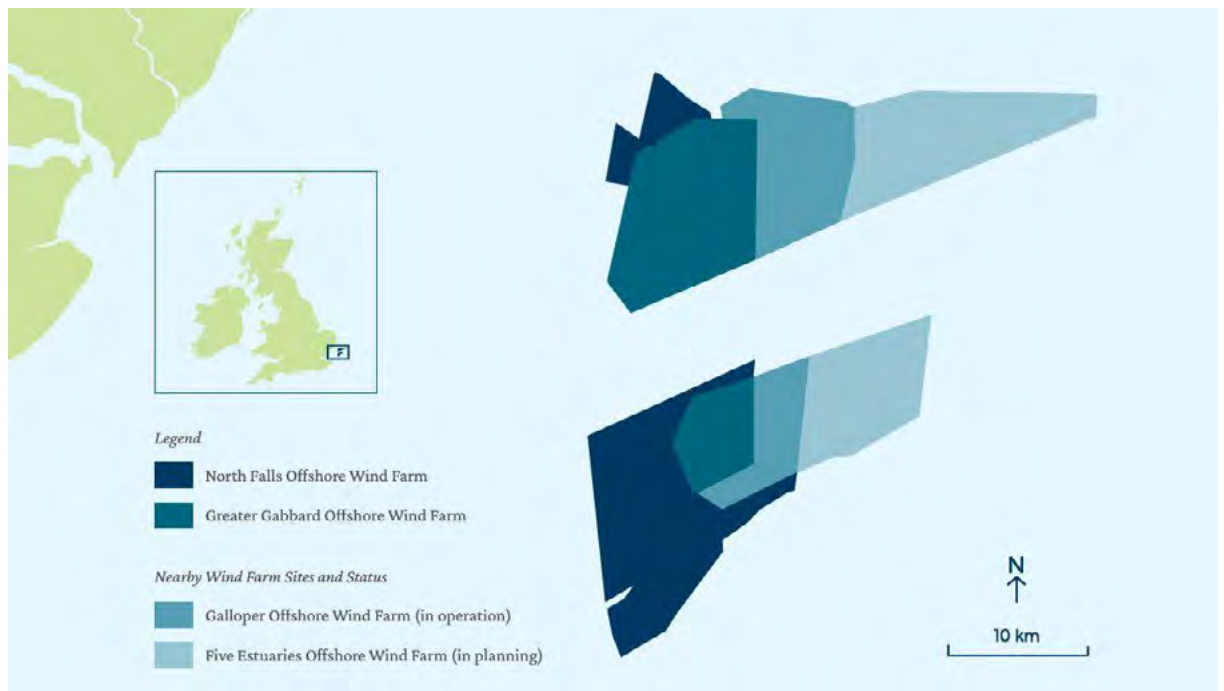 Legend
North Falls Offshore Wind Farm
Greater Gabbard Offshore Wind Farm
Nearby Wind Farm Sites and Status
Galloper Offshore Wind Farm (in operation)
Five Estuaries Offshore Wind Farm (in planning)
N
10 km